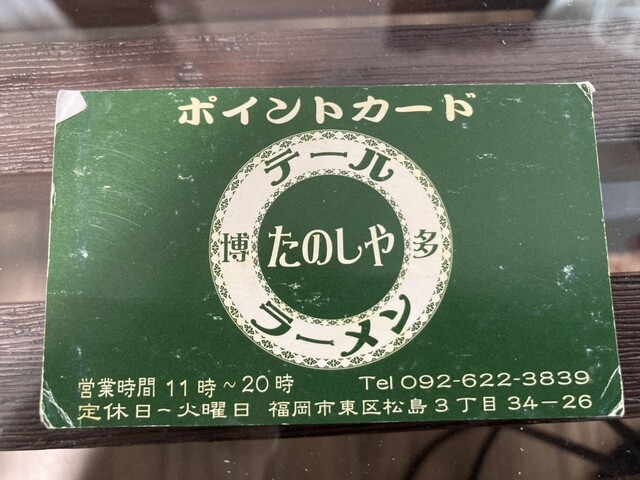 ポイントカード
テール
博 たのしや 多
ラーメン
営業時間 11時~20時 Tel 092-622-3839
定休日-火曜日 福岡市東区松島3丁目34-26